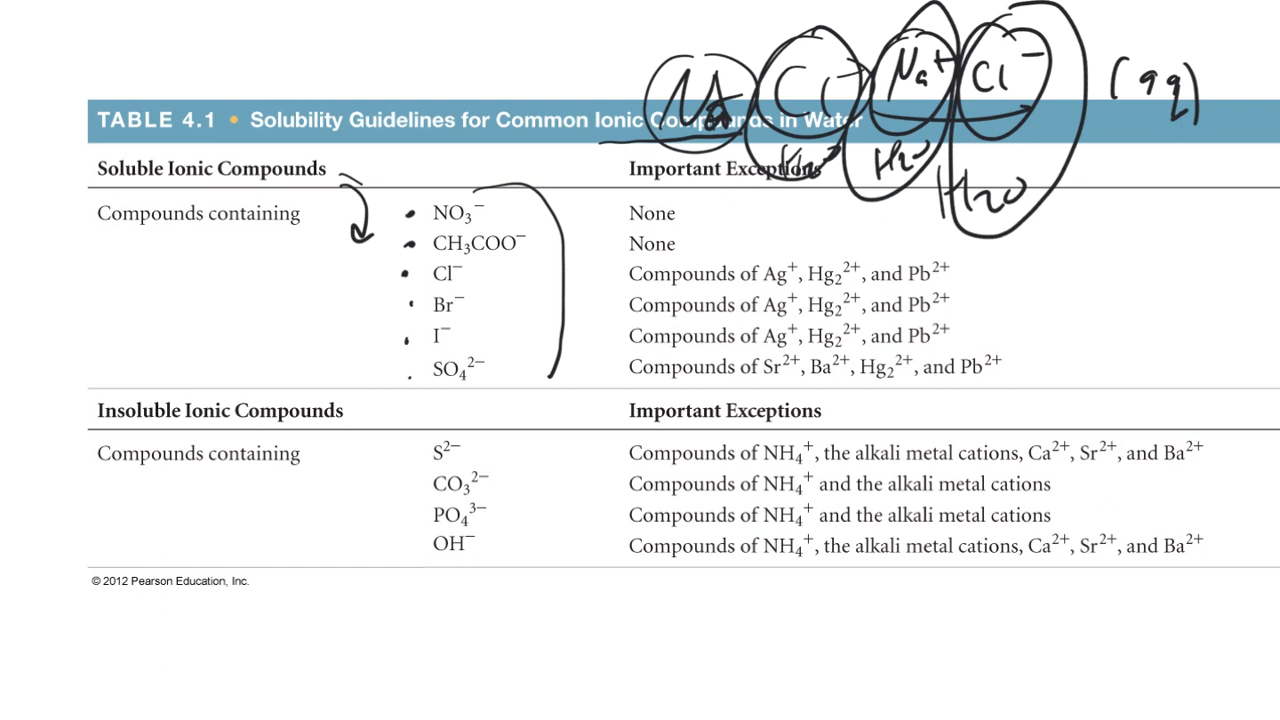 Na Cl Na⁺ Cl⁻ (aq)
TABLE 4.1 • Solubility Guidelines for Common Ionic Compounds in Water
H₂O H₂O H₂O
Soluble Ionic Compounds Important Exceptions
Compounds containing • NO₃⁻ None
• CH₃COO⁻ None
• Cl⁻ Compounds of Ag⁺, Hg₂²⁺, and Pb²⁺
• Br⁻ Compounds of Ag⁺, Hg₂²⁺, and Pb²⁺
• I⁻ Compounds of Ag⁺, Hg₂²⁺, and Pb²⁺
• SO₄²⁻ Compounds of Sr²⁺, Ba²⁺, Hg₂²⁺, and Pb²⁺
Insoluble Ionic Compounds Important Exceptions
Compounds containing S²⁻ Compounds of NH₄⁺, the alkali metal cations, Ca²⁺, Sr²⁺, and Ba²⁺
CO₃²⁻ Compounds of NH₄⁺ and the alkali metal cations
PO₄³⁻ Compounds of NH₄⁺ and the alkali metal cations
OH⁻ Compounds of NH₄⁺, the alkali metal cations, Ca²⁺, Sr²⁺, and Ba²⁺
© 2012 Pearson Education, Inc.